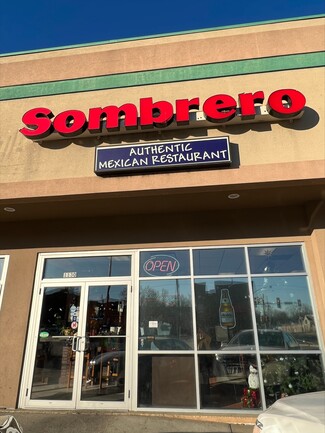 Sombrero
AUTHENTIC
MEXICAN RESTAURANT
OPEN